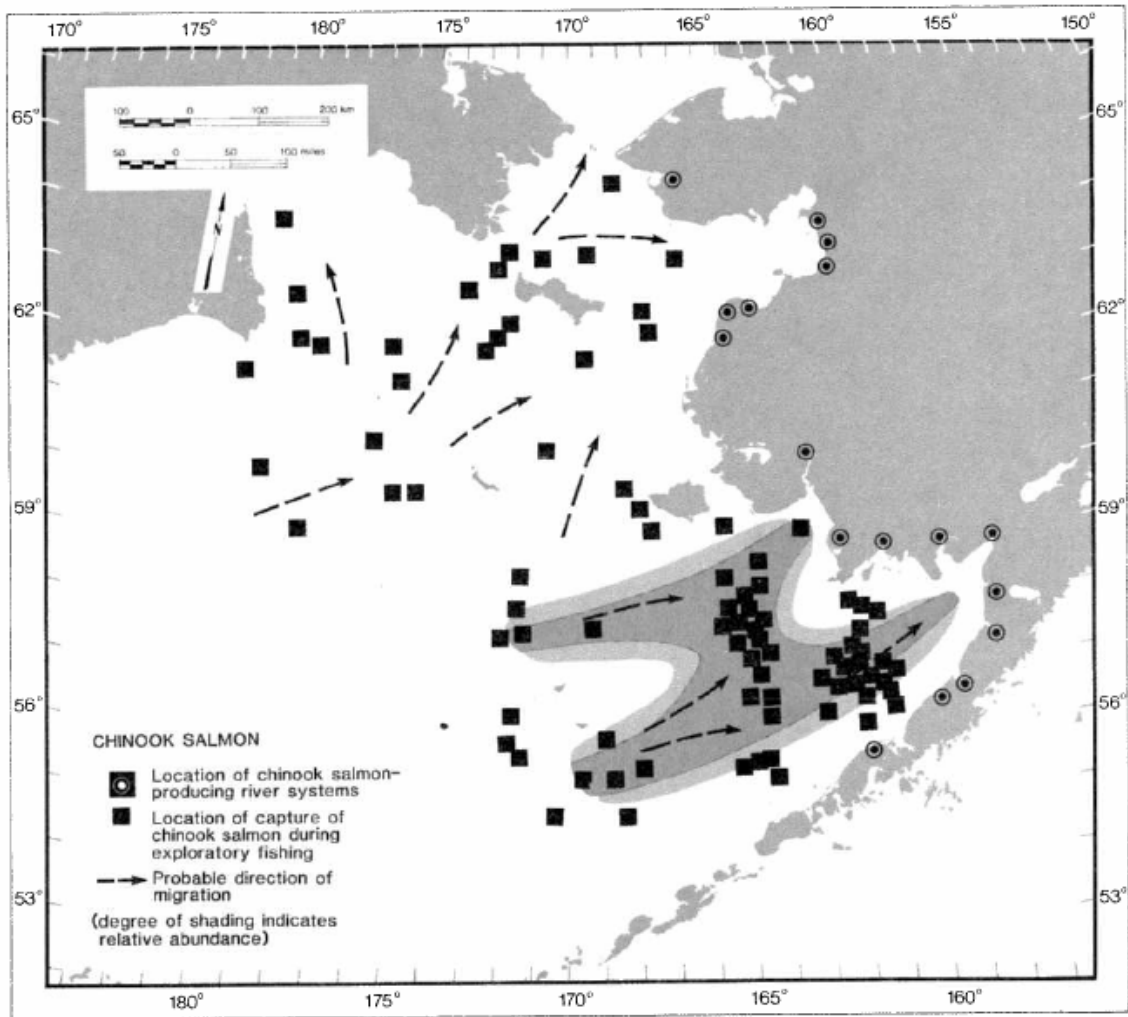 170° 175° 180° 175° 170° 165° 160° 155° 150°
100 0 100 200 km
50 0 50 100 miles
65° 65°
62° 62°
59° 59°
56° 56°
53° 53°
CHINOOK SALMON
Location of chinook salmon-
producing river systems
Location of capture of
chinook salmon during
exploratory fishing
Probable direction of
migration
(degree of shading indicates
relative abundance)
180° 175° 170° 165° 160°